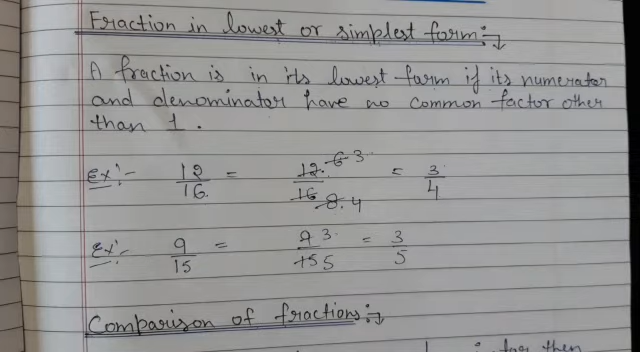 Fraction in lowest or simplest form:-
A fraction is in its lowest form if its numerator
and denominator have no common factor other
than 1.
Ex:- 12/16 = 12 6 3/16 8 4 = 3/4
Ex:- 9/15 = 9 3/15 5 = 3/5
Comparison of fractions:-
then